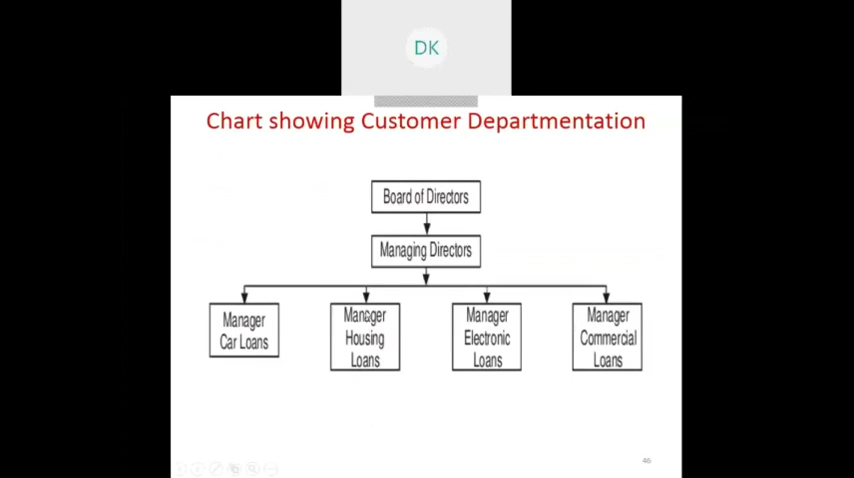 DK
Chart showing Customer Departmentation
Board of Directors
Managing Directors
Manager
Car Loans
Manager
Housing
Loans
Manager
Electronic
Loans
Manager
Commercial
Loans
46